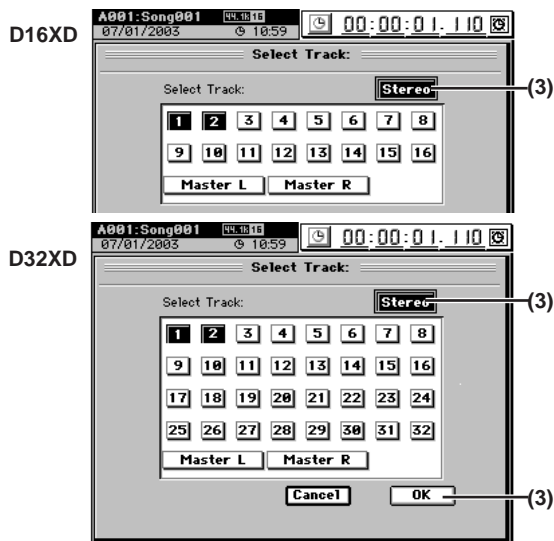 D16XD
A001:Song001 44.1k16 00:00:01.110
07/01/2003 10:59
Select Track:
Select Track: Stereo (3)
1 2 3 4 5 6 7 8
9 10 11 12 13 14 15 16
Master L Master R
D32XD
A001:Song001 44.1k16 00:00:01.110
07/01/2003 10:59
Select Track:
Select Track: Stereo (3)
1 2 3 4 5 6 7 8
9 10 11 12 13 14 15 16
17 18 19 20 21 22 23 24
25 26 27 28 29 30 31 32
Master L Master R
Cancel OK (3)